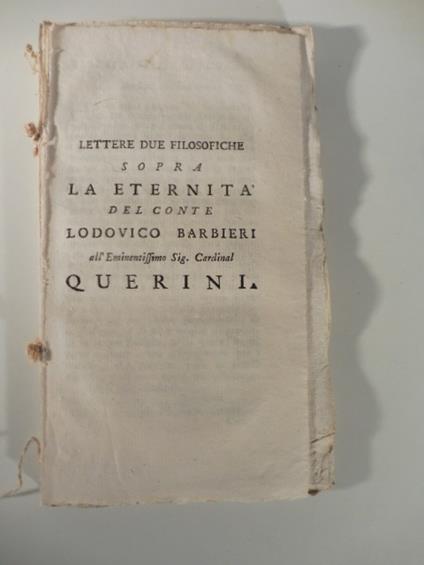 LETTERE DUE FILOSOFICHE
SOPRA
LA ETERNITA'
DEL CONTE
LODOVICO BARBIERI
all'Eminentiſſimo Sig. Cardinal
QUERINI.